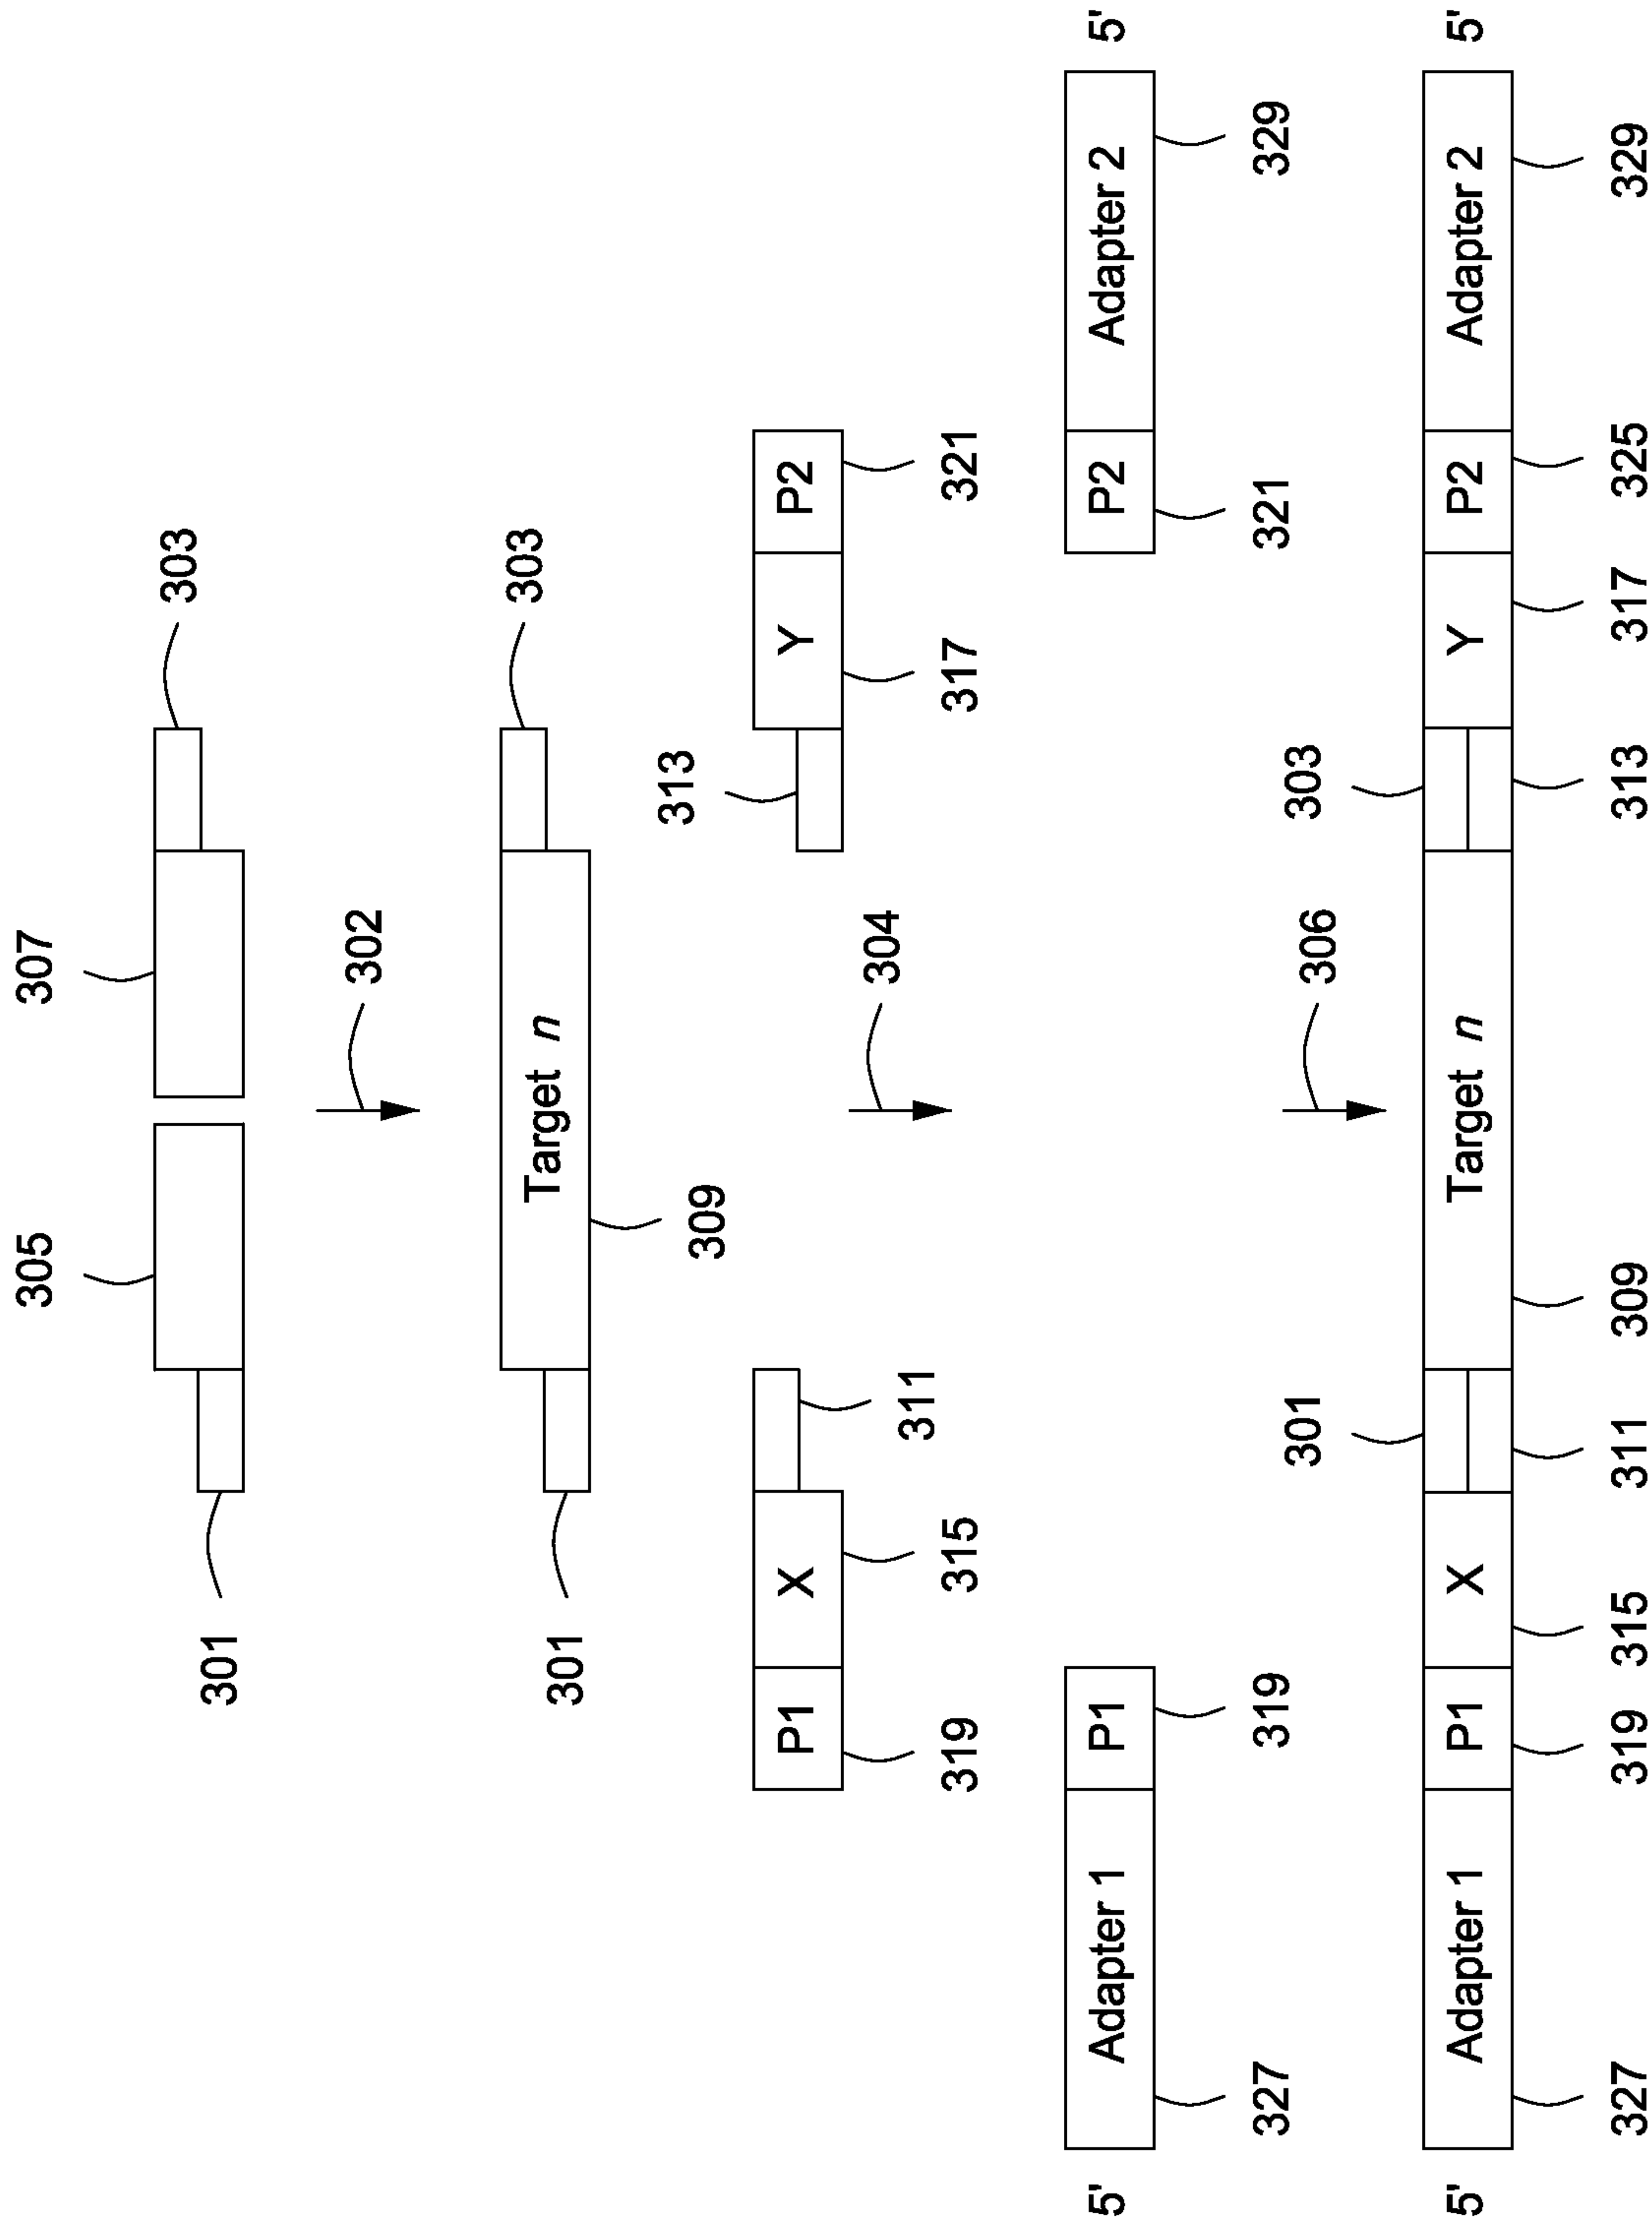 305 307
301 303
302
301 Target n 303
309
313
P1 X Y P2
311
319 315 317 321
304
5' Adapter 1 P1 P2 Adapter 2 5'
327 319 321 329
306
301 303
5' Adapter 1 P1 X Target n Y P2 Adapter 2 5'
327 319 315 311 309 313 317 325 329